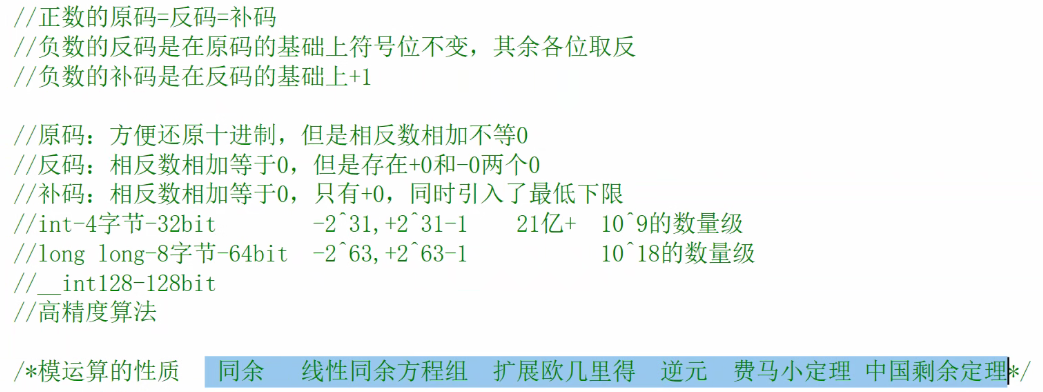 //正数的原码=反码=补码
//负数的反码是在原码的基础上符号位不变，其余各位取反
//负数的补码是在反码的基础上+1
//原码：方便还原十进制，但是相反数相加不等0
//反码：相反数相加等于0，但是存在+0和-0两个0
//补码：相反数相加等于0，只有+0，同时引入了最低下限
//int-4字节-32bit -2^31,+2^31-1 21亿+ 10^9的数量级
//long long-8字节-64bit -2^63,+2^63-1 10^18的数量级
//__int128-128bit
//高精度算法
/*模运算的性质 同余 线性同余方程组 扩展欧几里得 逆元 费马小定理 中国剩余定理*/